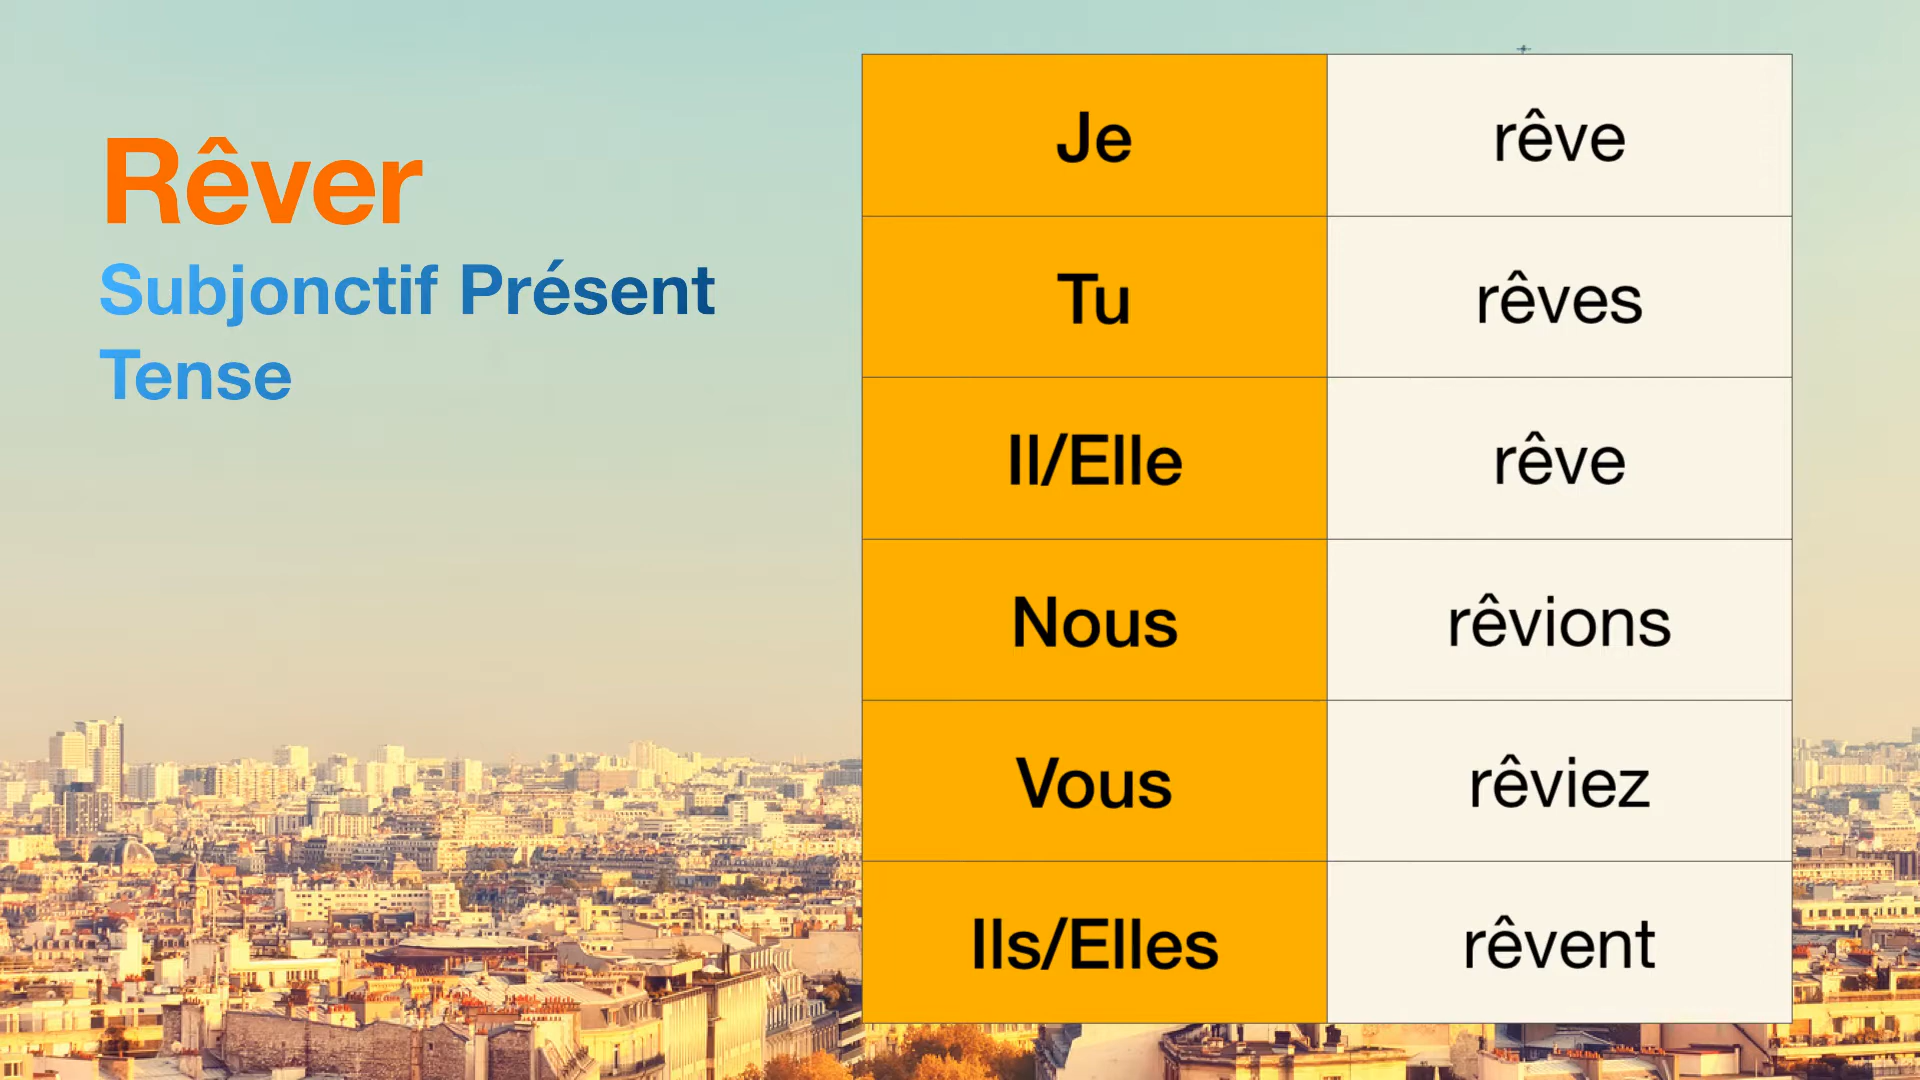 Rêver
Subjonctif Présent
Tense
Je rêve
Tu rêves
Il/Elle rêve
Nous rêvions
Vous rêviez
Ils/Elles rêvent